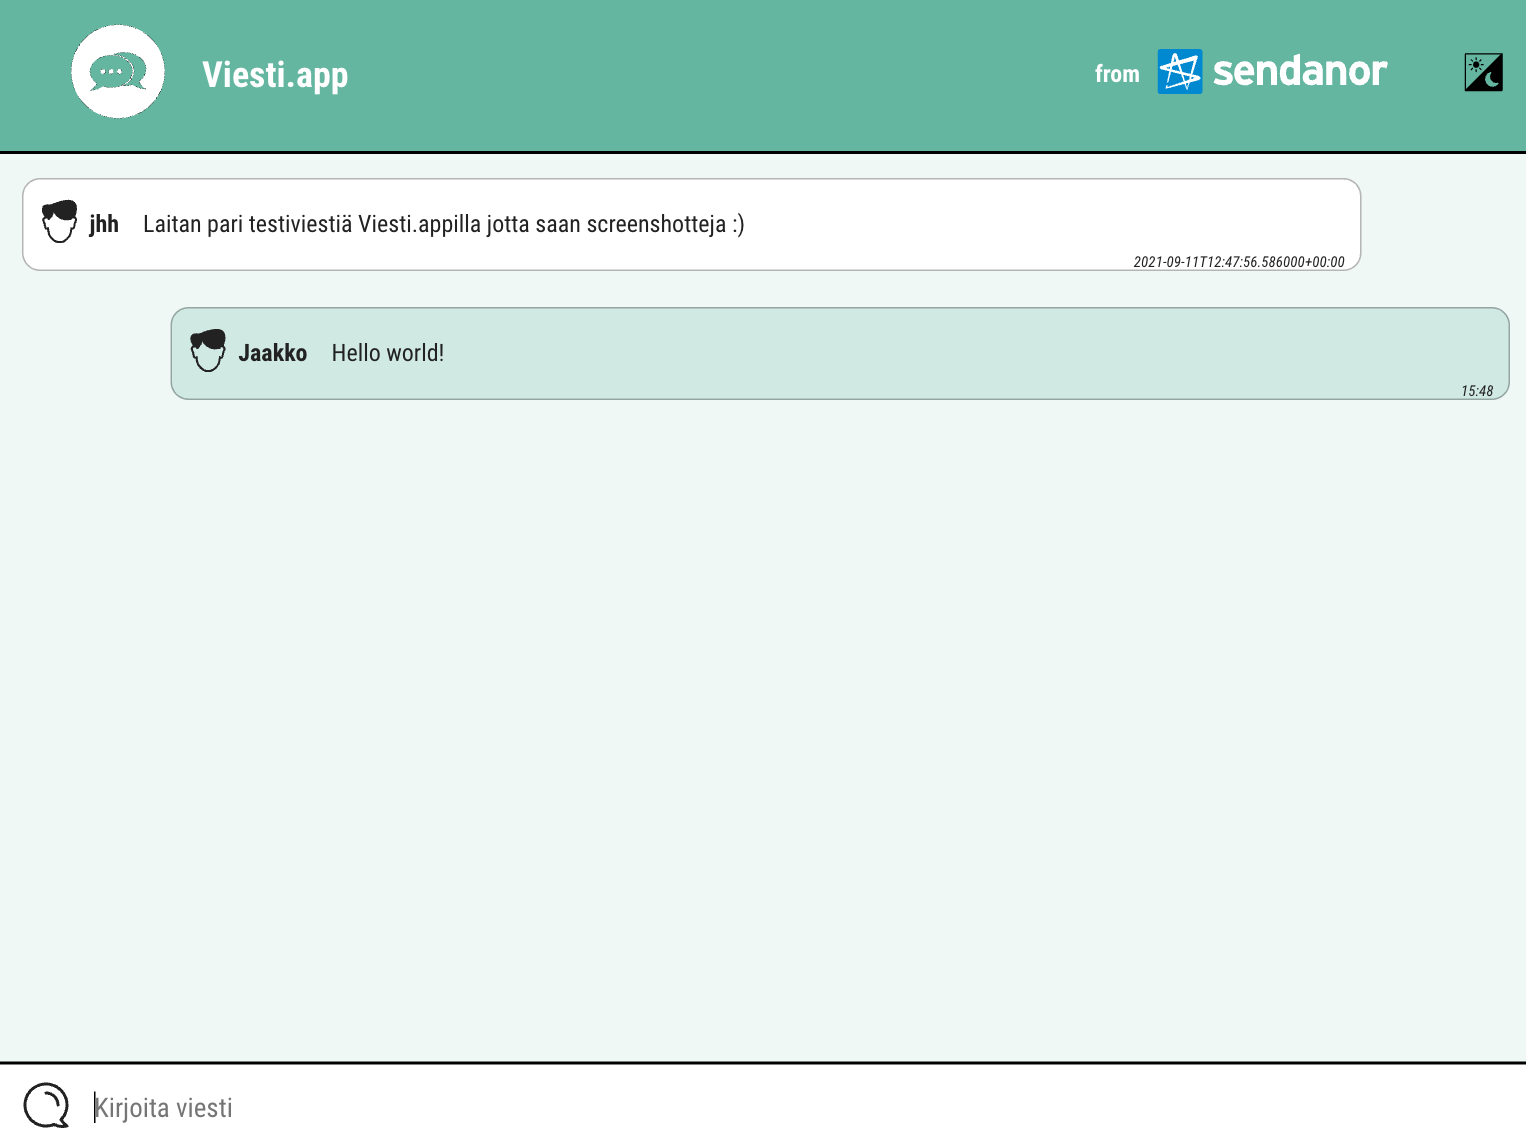 Viesti.app
from sendanor
jhh Laitan pari testiviestiä Viesti.appilla jotta saan screenshotteja :)
2021-09-11T12:47:56.586000+00:00
Jaakko Hello world!
15:48
Kirjoita viesti